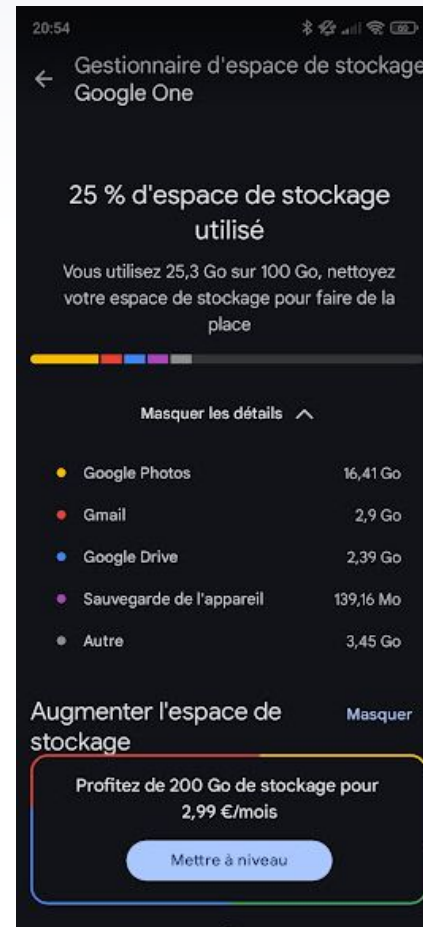 20:54
Gestionnaire d'espace de stockage
Google One
25 % d'espace de stockage
utilisé
Vous utilisez 25,3 Go sur 100 Go, nettoyez
votre espace de stockage pour faire de la
place
Masquer les détails
Google Photos 16,41 Go
Gmail 2,9 Go
Google Drive 2,39 Go
Sauvegarde de l'appareil 139,16 Mo
Autre 3,45 Go
Augmenter l'espace de Masquer
stockage
Profitez de 200 Go de stockage pour
2,99 €/mois
Mettre à niveau